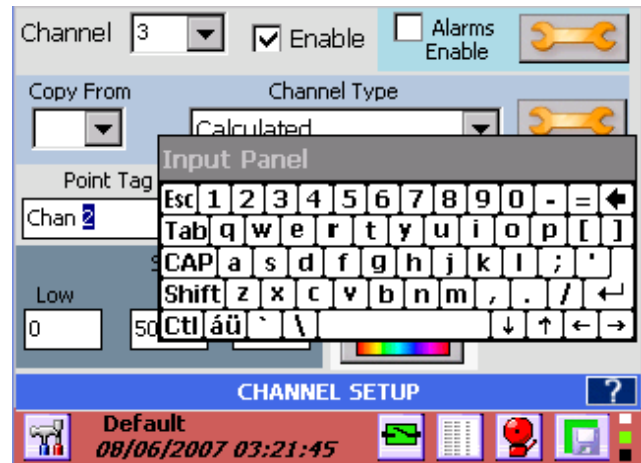 Channel 3 Enable Alarms Enable
Copy From Channel Type
Calculated
Input Panel
Point Tag
Esc 1 2 3 4 5 6 7 8 9 0 - =
Chan 2
Tab q w e r t y u i o p [ ]
CAP a s d f g h j k l ; '
Low
Shift z x c v b n m , . /
0 50 Ctl áü ` \
CHANNEL SETUP ?
Default
08/06/2007 03:21:45